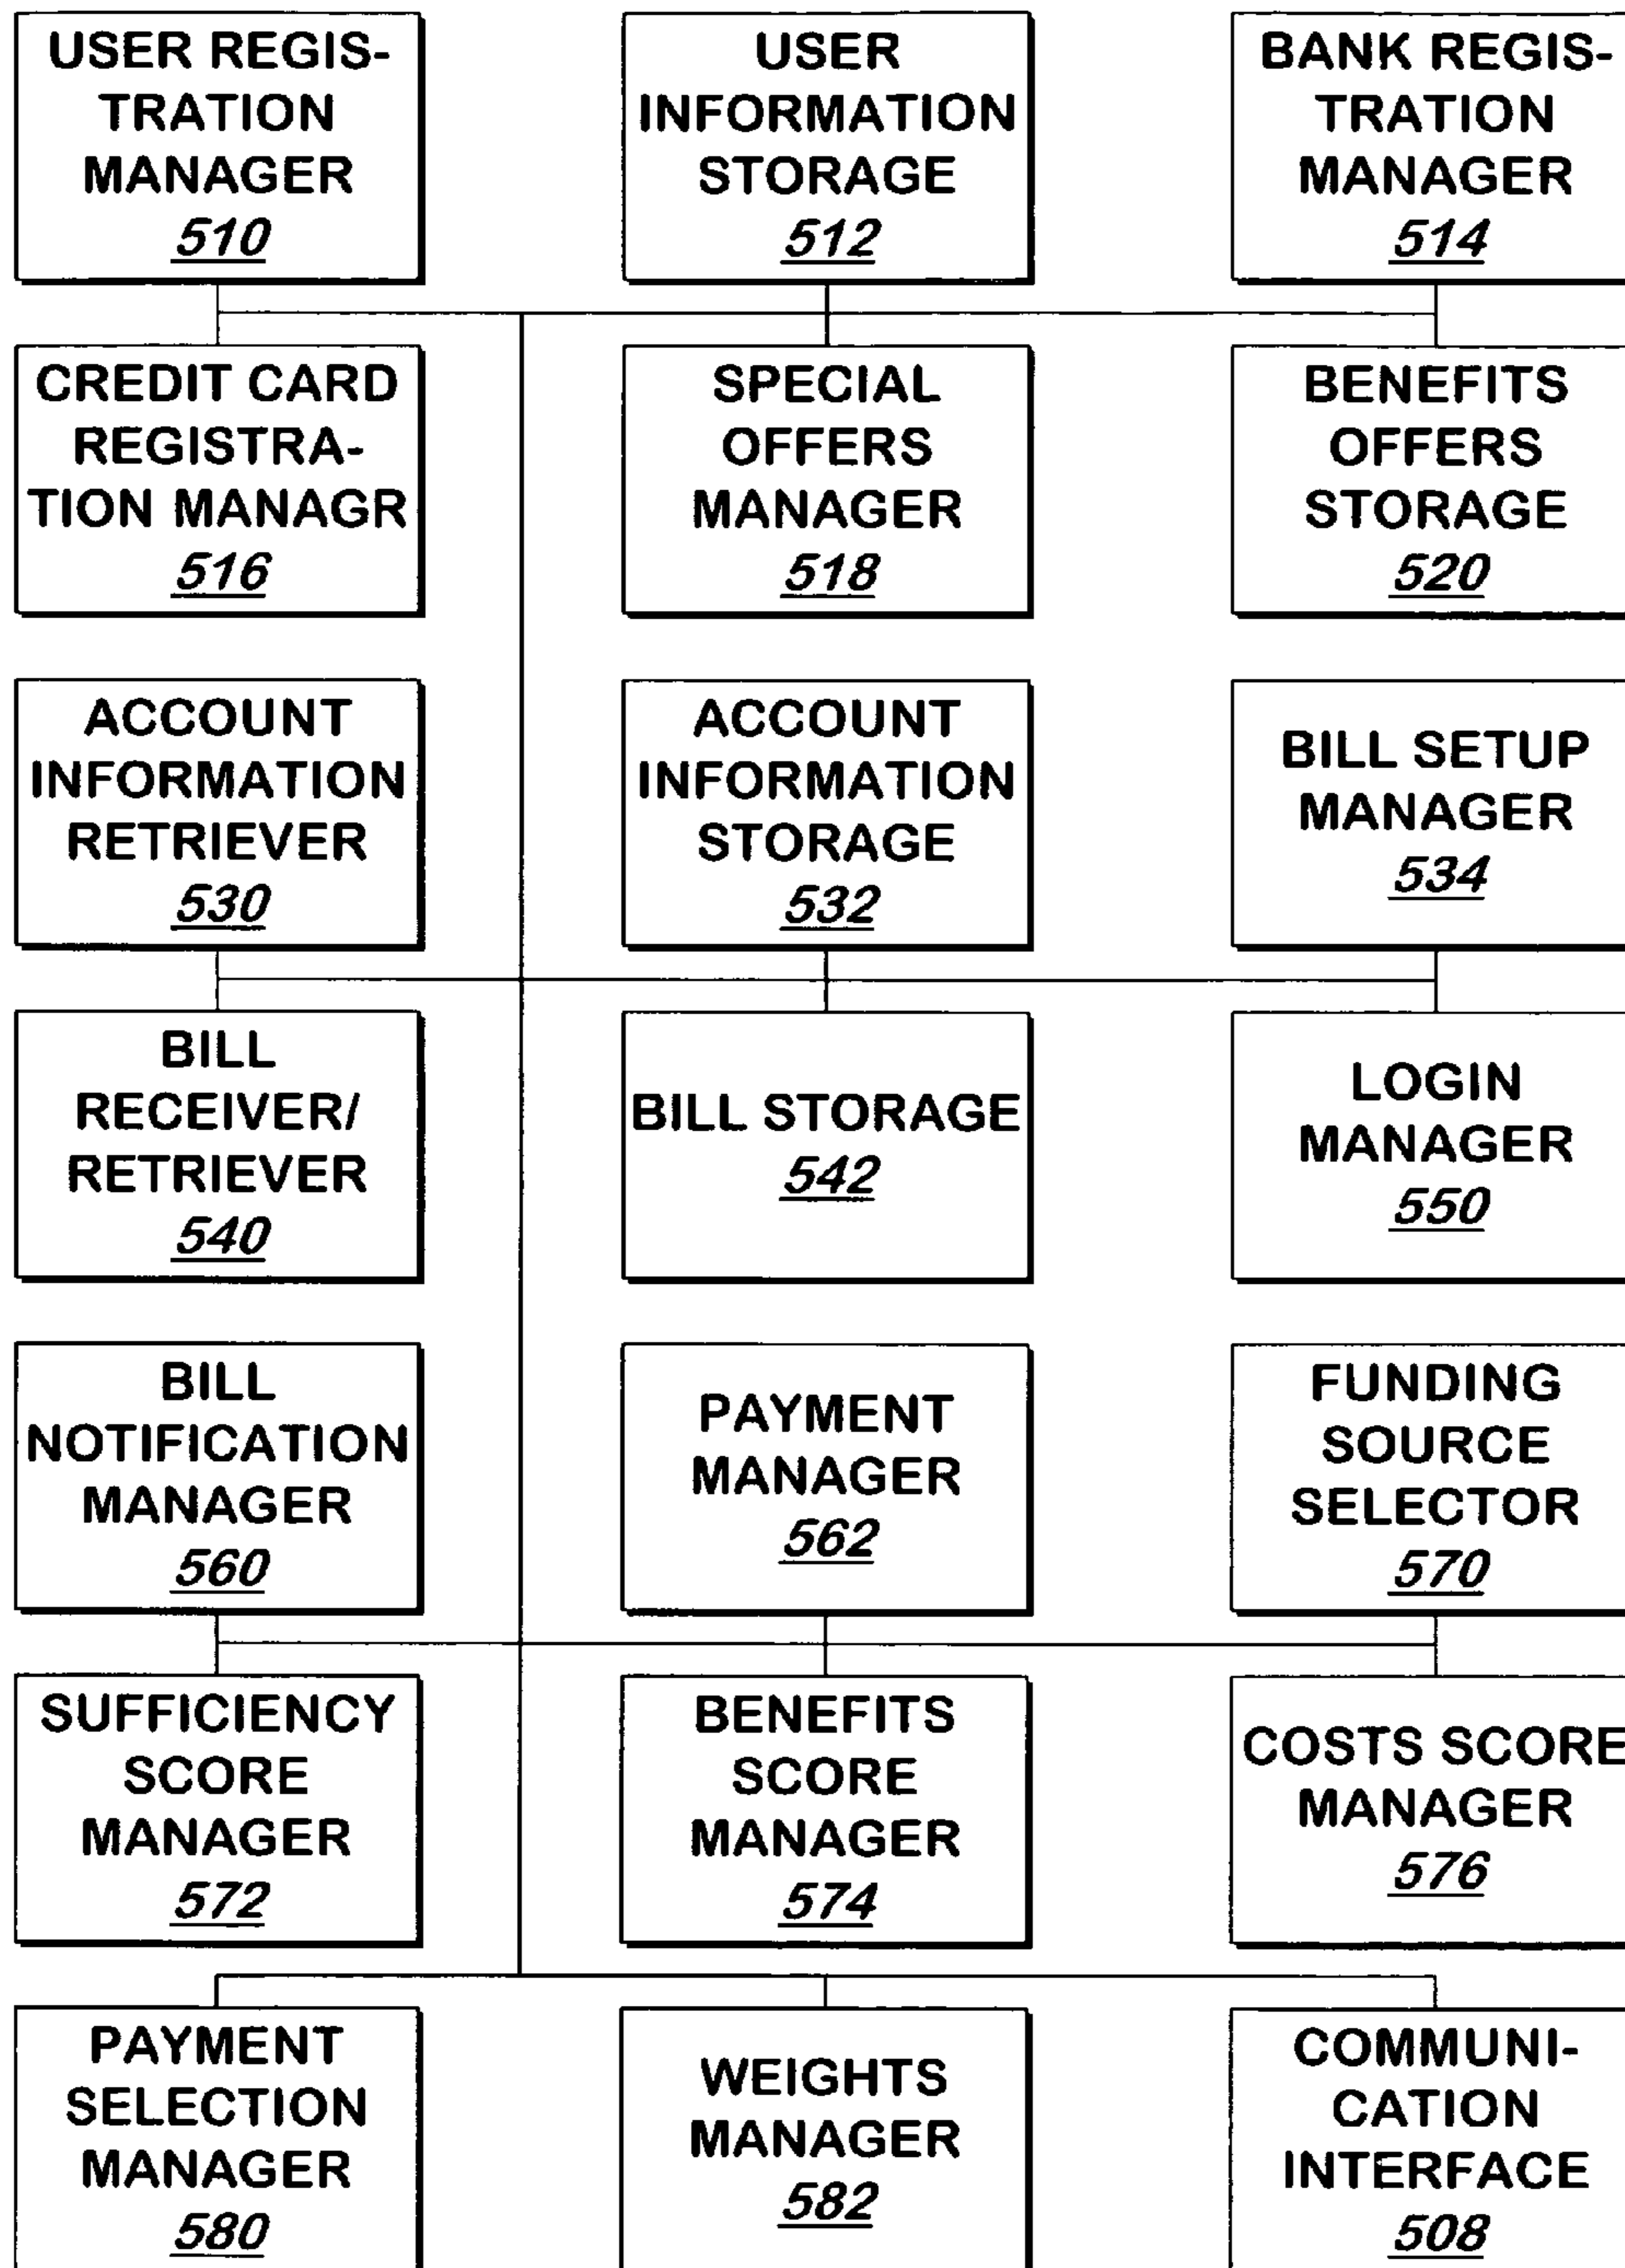 USER REGIS-
TRATION
MANAGER
510
USER
INFORMATION
STORAGE
512
BANK REGIS-
TRATION
MANAGER
514
CREDIT CARD
REGISTRA-
TION MANAGR
516
SPECIAL
OFFERS
MANAGER
518
BENEFITS
OFFERS
STORAGE
520
ACCOUNT
INFORMATION
RETRIEVER
530
ACCOUNT
INFORMATION
STORAGE
532
BILL SETUP
MANAGER
534
BILL
RECEIVER/
RETRIEVER
540
BILL STORAGE
542
LOGIN
MANAGER
550
BILL
NOTIFICATION
MANAGER
560
PAYMENT
MANAGER
562
FUNDING
SOURCE
SELECTOR
570
SUFFICIENCY
SCORE
MANAGER
572
BENEFITS
SCORE
MANAGER
574
COSTS SCORE
MANAGER
576
PAYMENT
SELECTION
MANAGER
580
WEIGHTS
MANAGER
582
COMMUNI-
CATION
INTERFACE
508